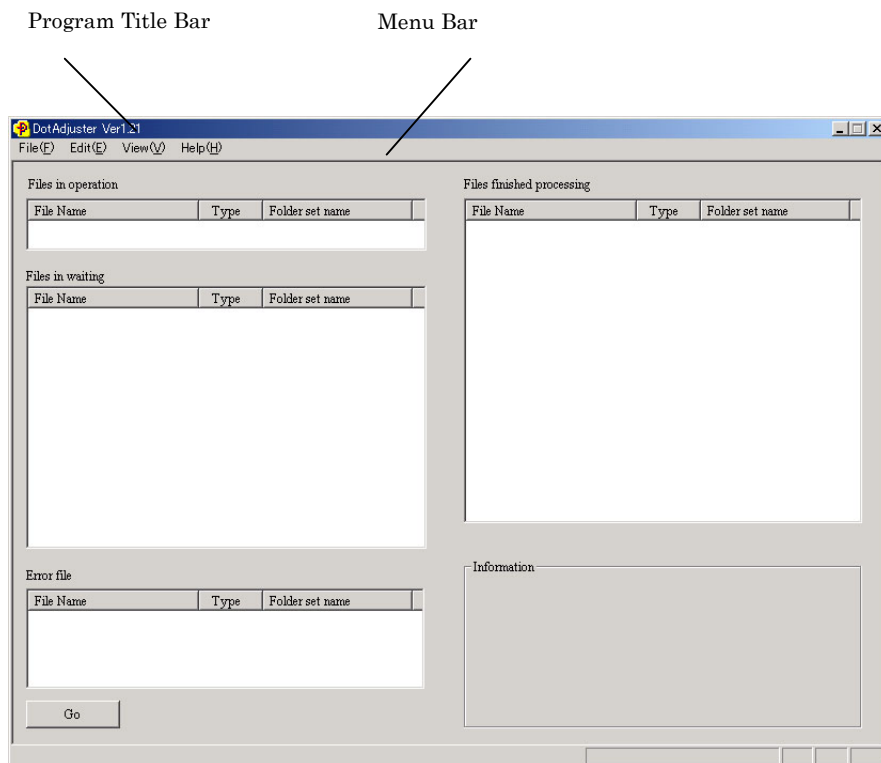 Program Title Bar
Menu Bar
DotAdjuster Ver1.21
File(F) Edit(E) View(V) Help(H)
Files in operation
File Name Type Folder set name
Files in waiting
File Name Type Folder set name
Error file
File Name Type Folder set name
Go
Files finished processing
File Name Type Folder set name
Information